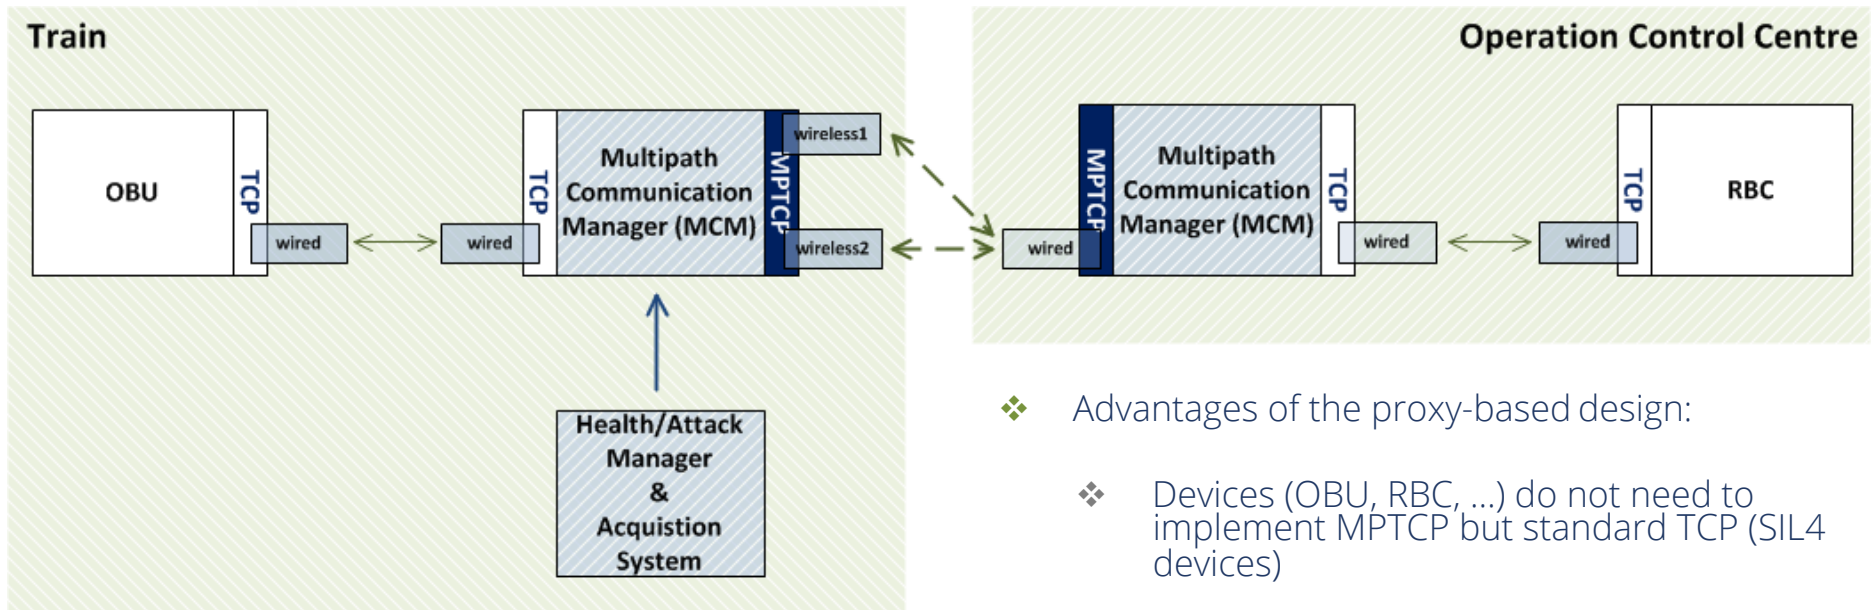 Train
Operation Control Centre
OBU
TCP
wired
wired
TCP
Multipath
Communication
Manager (MCM)
MPTCP
wireless1
wireless2
wired
MPTCP
Multipath
Communication
Manager (MCM)
TCP
wired
wired
TCP
RBC
Health/Attack
Manager
&
Acquistion
System
Advantages of the proxy-based design:
Devices (OBU, RBC, ...) do not need to
implement MPTCP but standard TCP (SIL4
devices)